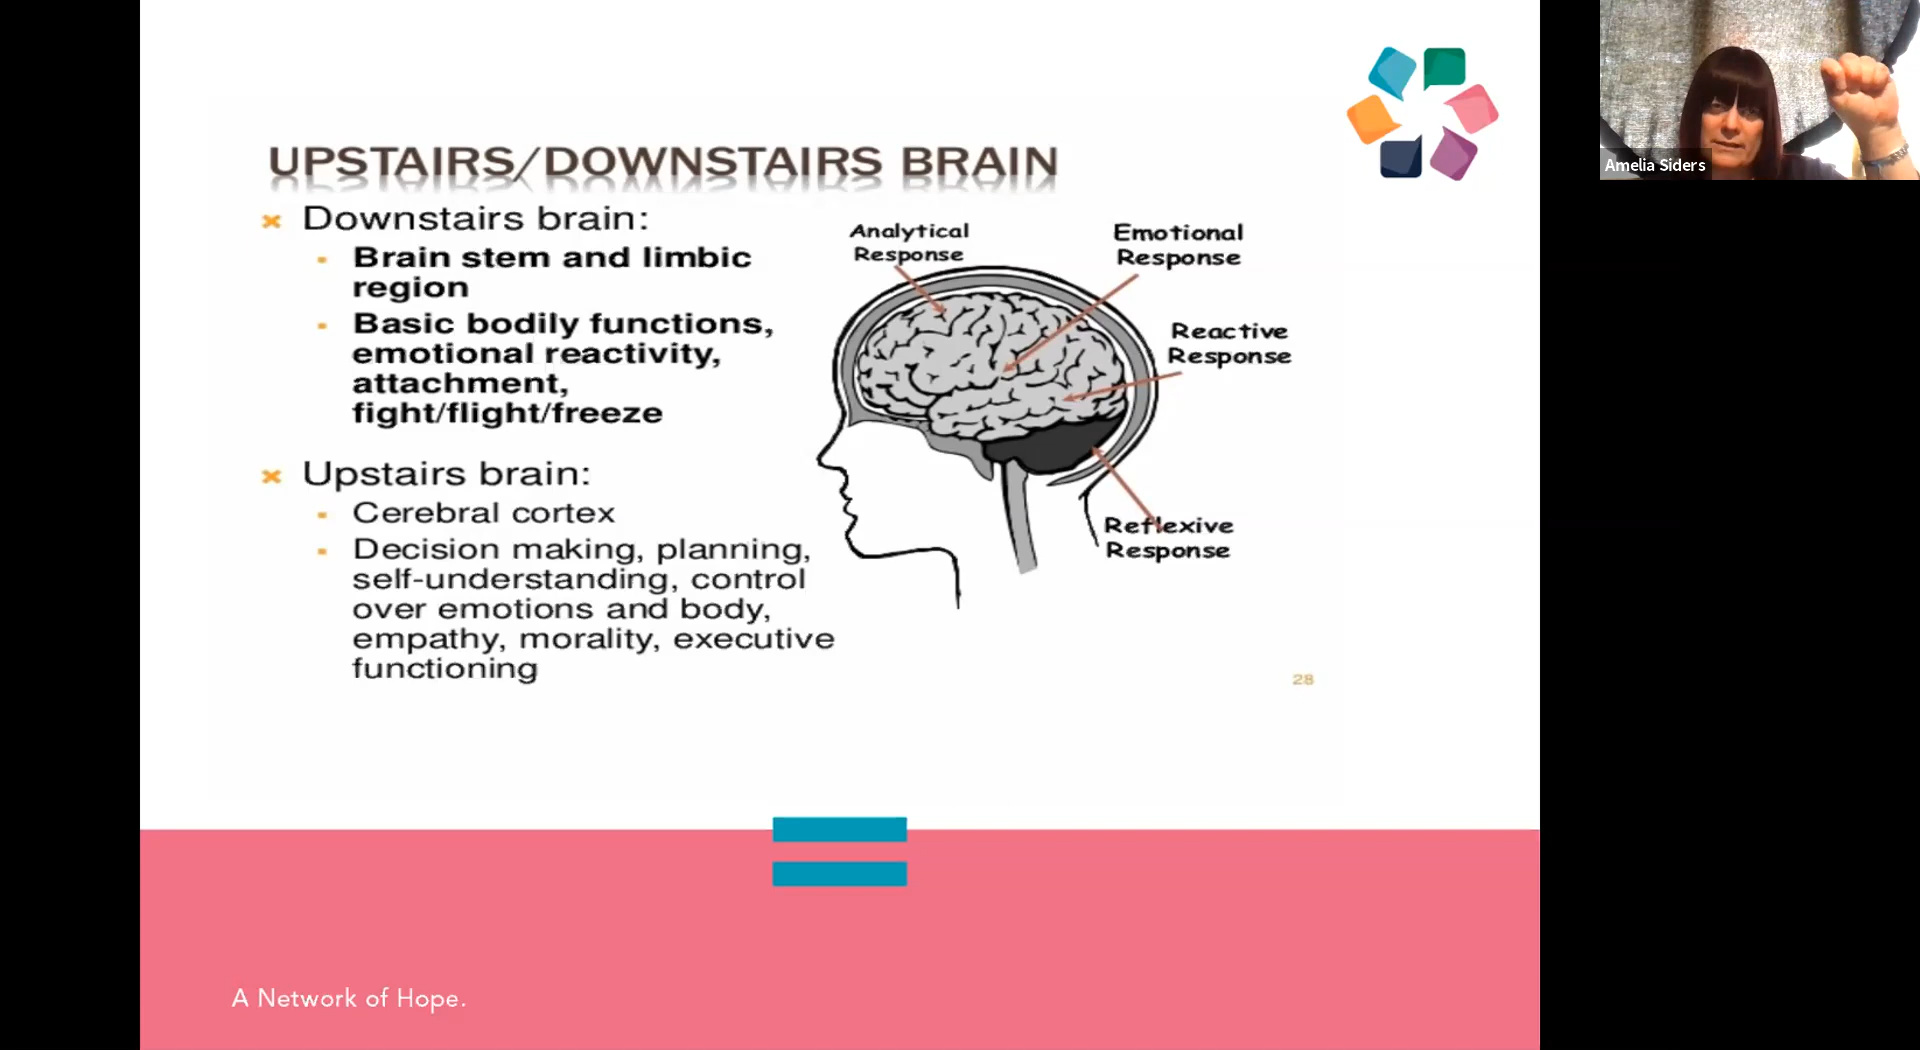 UPSTAIRS/DOWNSTAIRS BRAIN
Downstairs brain:
Brain stem and limbic
region
Basic bodily functions,
emotional reactivity,
attachment,
fight/flight/freeze
Upstairs brain:
Cerebral cortex
Decision making, planning,
self-understanding, control
over emotions and body,
empathy, morality, executive
functioning
Analytical
Response
Emotional
Response
Reactive
Response
Reflexive
Response
28
A Network of Hope.
Amelia Siders